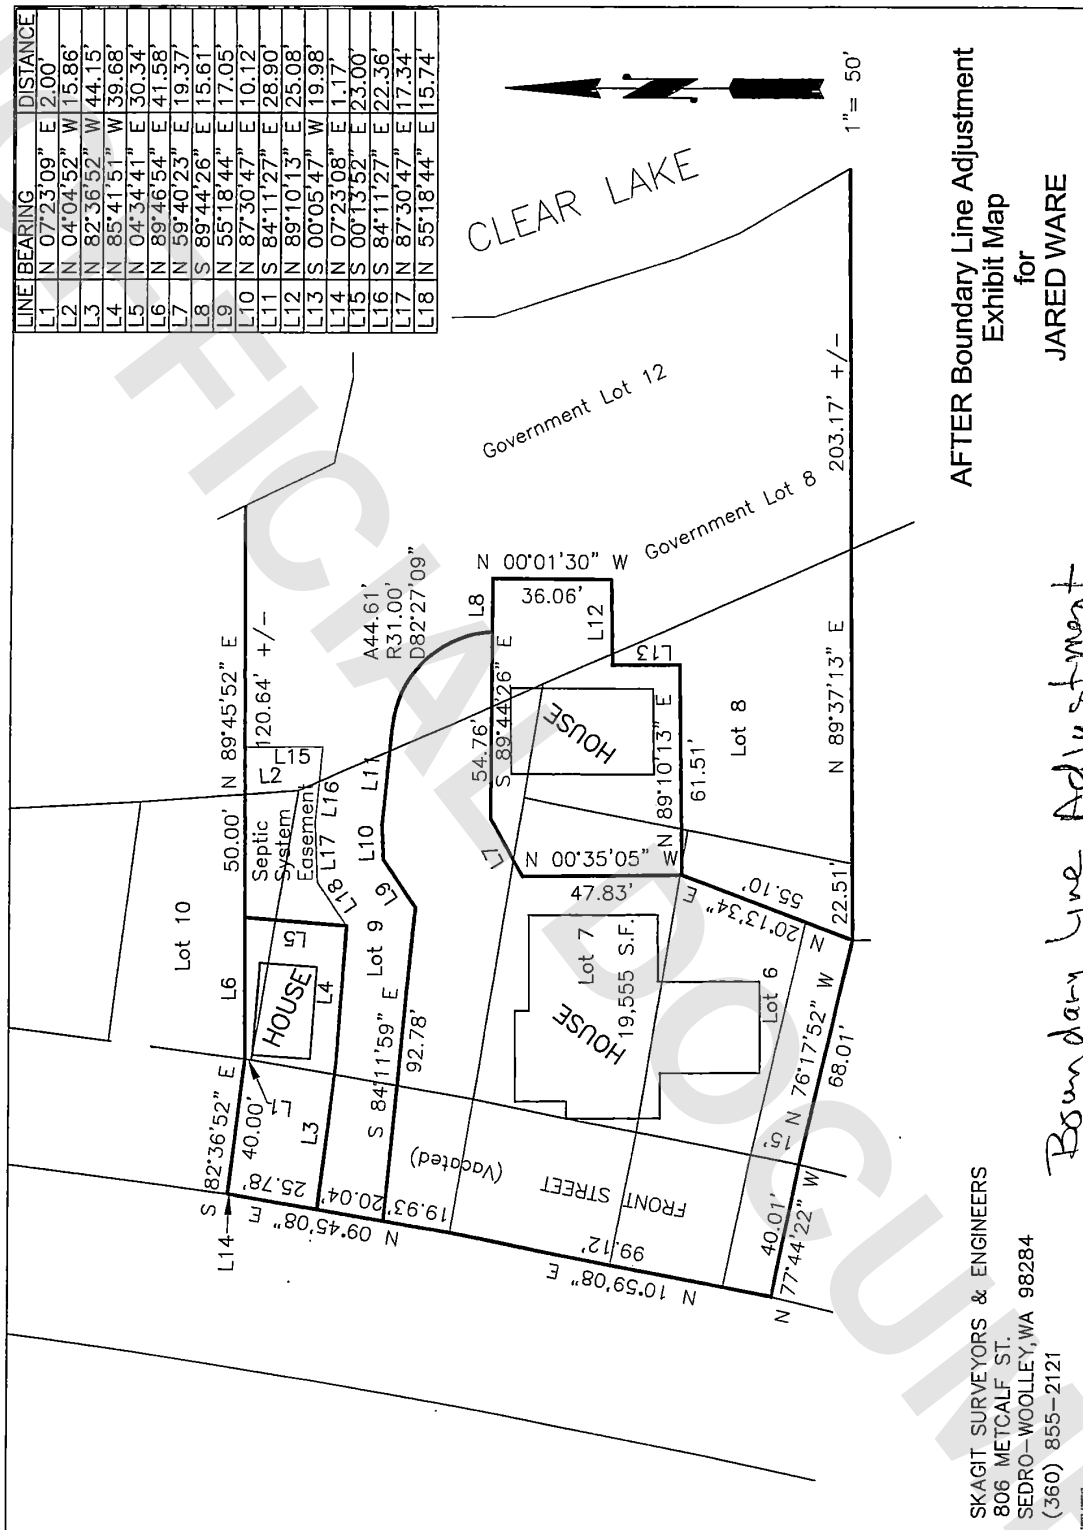 LINE BEARING DISTANCE
L1 N 07°23'09" E 2.00'
L2 N 04°04'52" W 15.86'
L3 N 82°36'52" W 44.15'
L4 N 85°41'51" W 39.68'
L5 N 04°34'41" E 30.34'
L6 N 89°46'54" E 41.58'
L7 N 59°40'23" E 19.37'
L8 S 89°44'26" E 15.61'
L9 N 55°18'44" E 17.05'
L10 N 87°30'47" E 10.12'
L11 S 84°11'27" E 28.90'
L12 N 89°10'13" E 25.08'
L13 S 00°05'47" W 19.98'
L14 N 07°23'08" E 1.17'
L15 S 00°13'52" E 23.00'
L16 S 84°11'27" E 22.36'
L17 N 87°30'47" E 17.34'
L18 N 55°18'44" E 15.74'
CLEAR LAKE
1"= 50'
Government Lot 12
Government Lot 8
203.17' +/-
N 89°37'13" E
22.51'
50.00' N 89°45'52" E
120.64' +/-
A44.61'
R31.00'
D82°27'09"
N 00°01'30" W
36.06'
L8
L12
L13
54.76'
S 89°44'26" E
HOUSE
N 89°10'13" E
61.51'
Lot 8
L7
N 00°35'05" W
47.83'
N 20°13'34" E
55.10'
L15
L2
L16
L17
L18
Septic
System
Easement
L11
L10
L9
Lot 10
L6
L5
L4
HOUSE
Lot 9
S 84°11'59" E
92.78'
Lot 7
19,555 S.F.
HOUSE
Lot 6
N 76°17'52" W
68.01'
15'
S 82°36'52" E
40.00'
L1
L3
L14
25.78'
20.04'
19.93'
N 09°45'08" E
(Vacated)
FRONT STREET
99.12'
N 10°59'08" E
40.01'
N 77°44'22" W
AFTER Boundary Line Adjustment
Exhibit Map
for
JARED WARE
SKAGIT SURVEYORS & ENGINEERS
806 METCALF ST.
SEDRO-WOOLLEY,WA 98284
(360) 855-2121
Boundary Line Adjustment